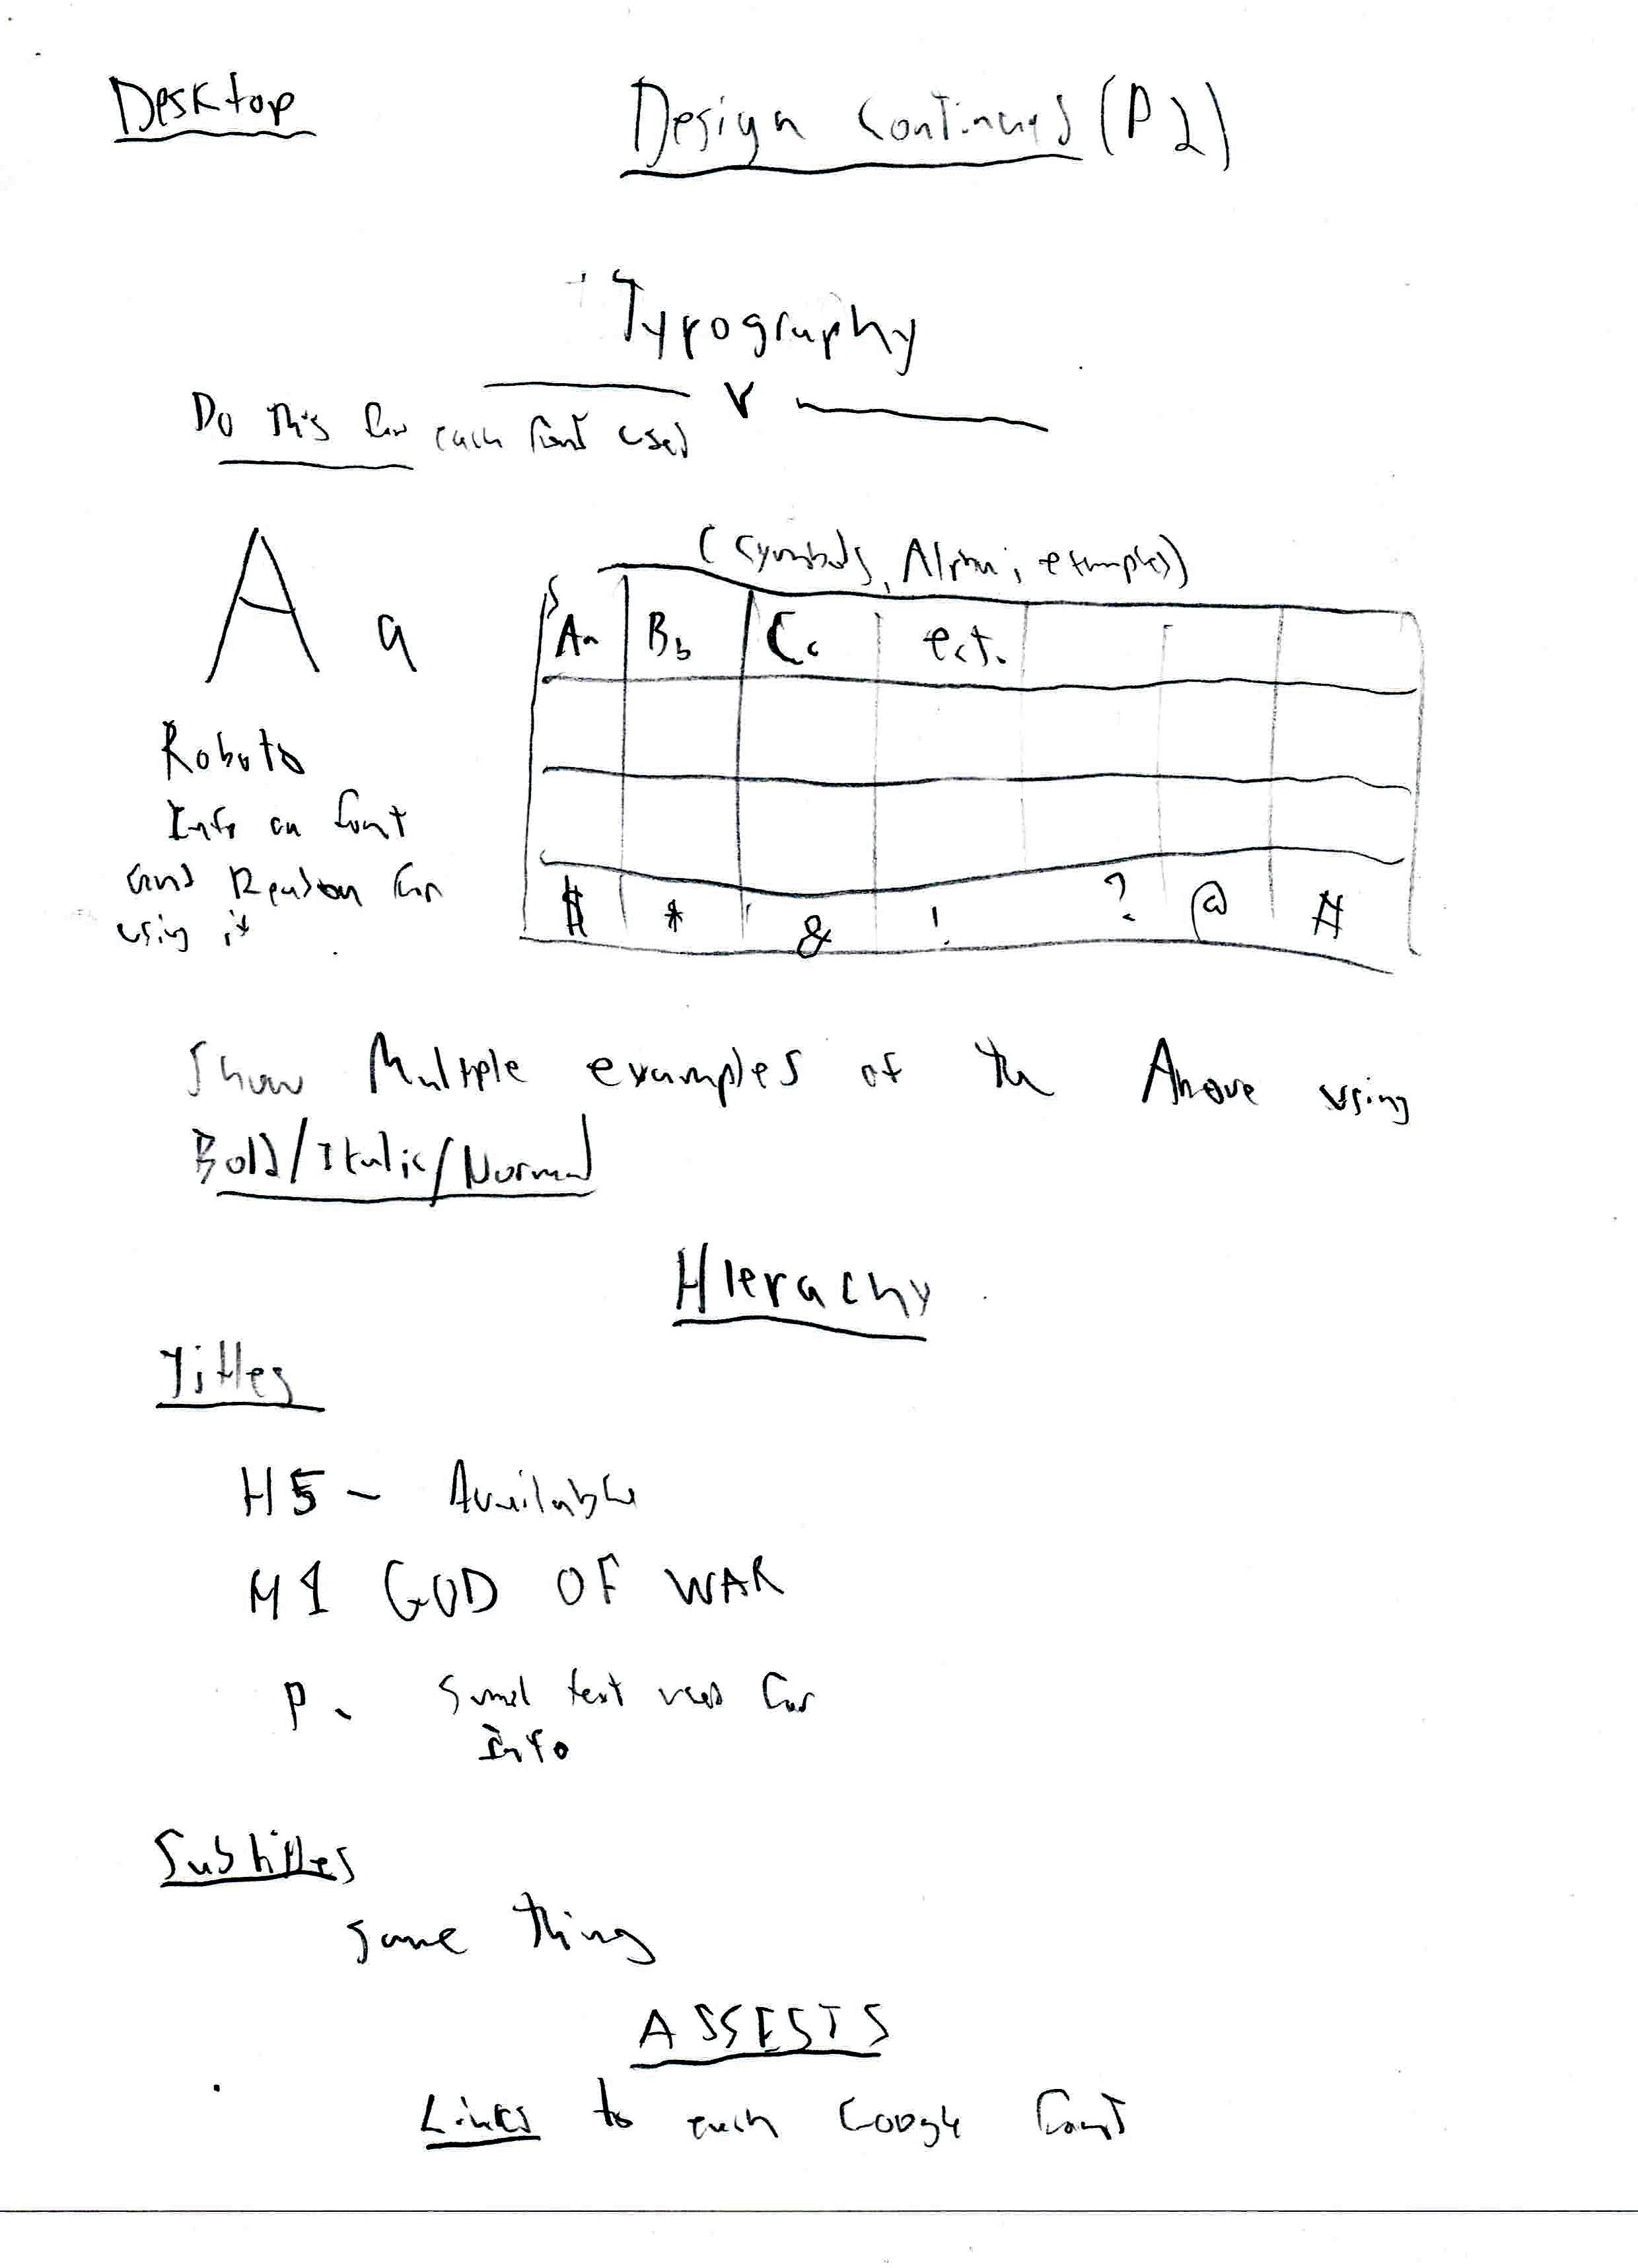 Desktop
Design Continued (P2)
Typography
Do This for each font used
A a
(Symbols, Alpha, examples)
Aa Bb Cc ect.
Roboto
Info on font
and Reason for
using it
$ * & ! ? @ #
Show Multiple examples of the Above using
Bold/Italic/Normal
HIerachy
Titles
H5 - Available
H1 GOD OF WAR
P. Small text used for
Info
Subtitles
Same thing
ASSESTS
Links to each Google Font